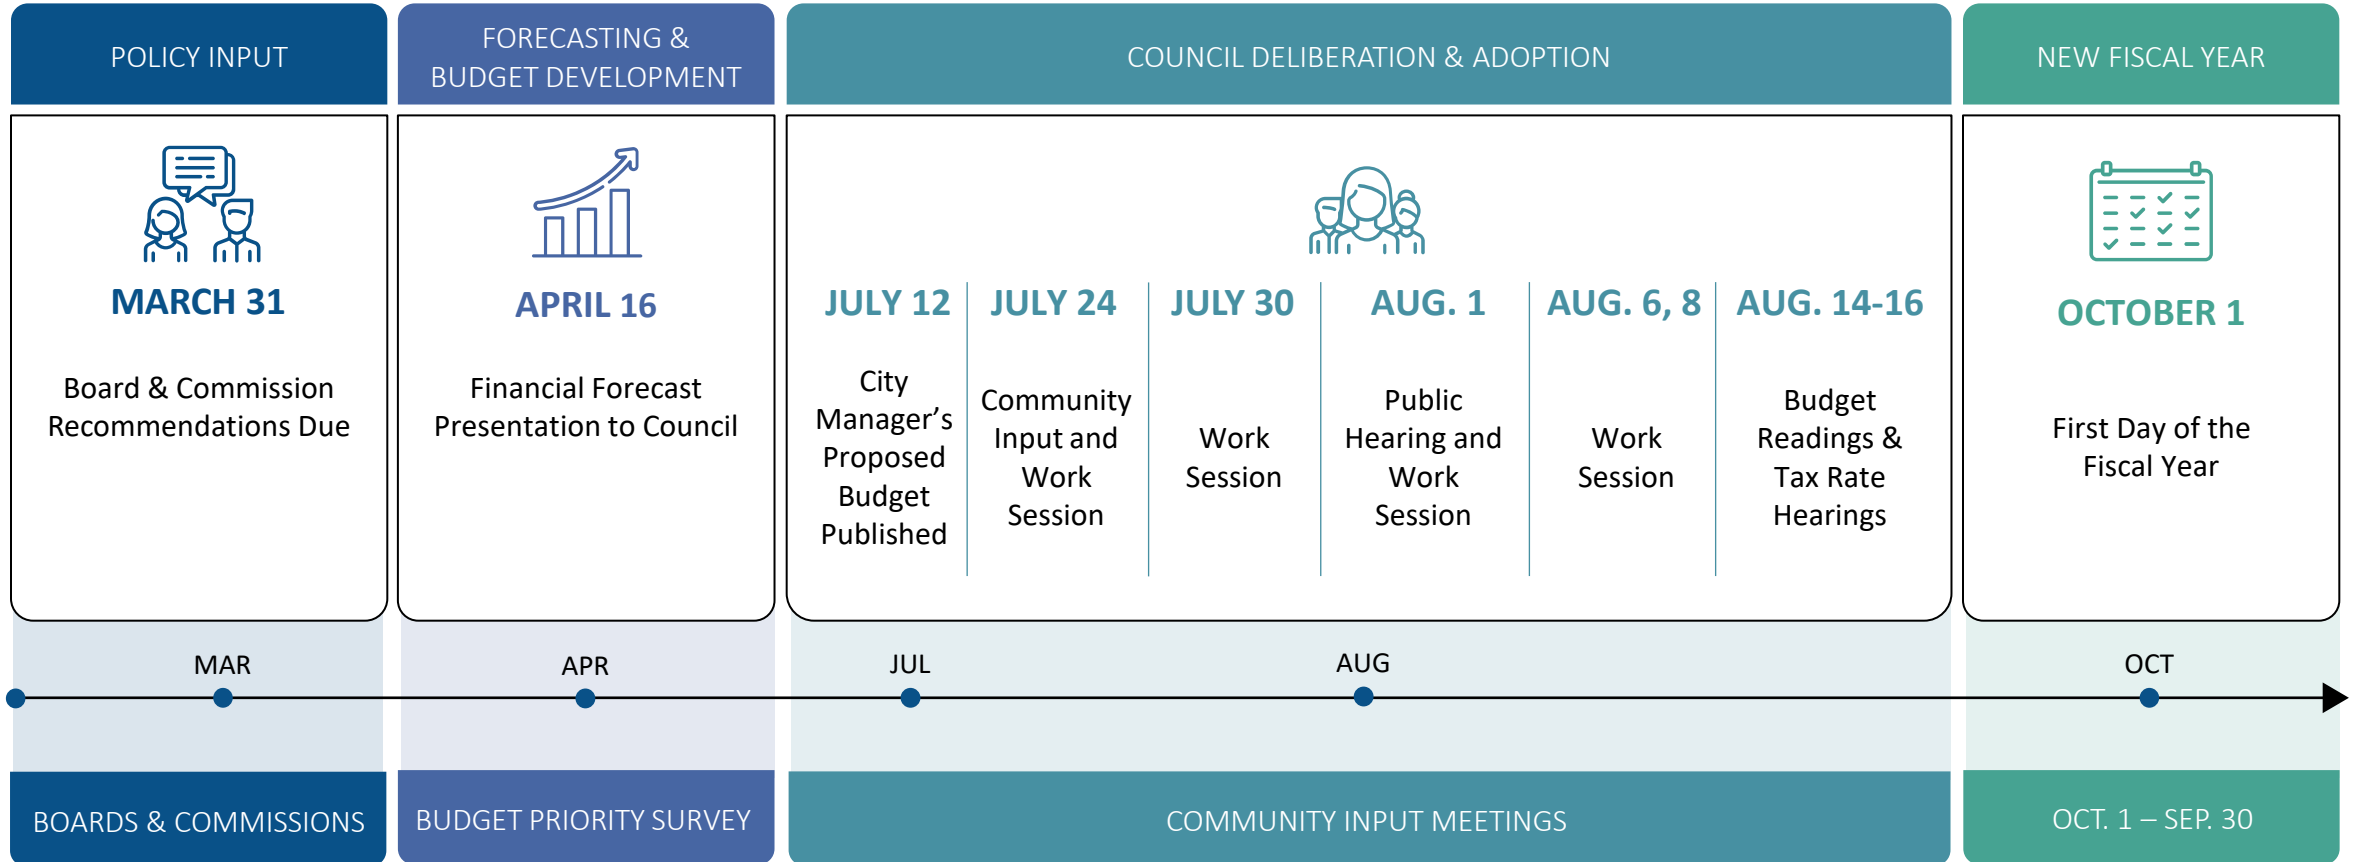 POLICY INPUT
FORECASTING &
BUDGET DEVELOPMENT
COUNCIL DELIBERATION & ADOPTION
NEW FISCAL YEAR
MARCH 31
Board & Commission
Recommendations Due
APRIL 16
Financial Forecast
Presentation to Council
JULY 12
City
Manager’s
Proposed
Budget
Published
JULY 24
Community
Input and
Work
Session
JULY 30
Work
Session
AUG. 1
Public
Hearing and
Work
Session
AUG. 6, 8
Work
Session
AUG. 14-16
Budget
Readings &
Tax Rate
Hearings
OCTOBER 1
First Day of the
Fiscal Year
MAR
APR
JUL
AUG
OCT
BOARDS & COMMISSIONS
BUDGET PRIORITY SURVEY
COMMUNITY INPUT MEETINGS
OCT. 1 – SEP. 30